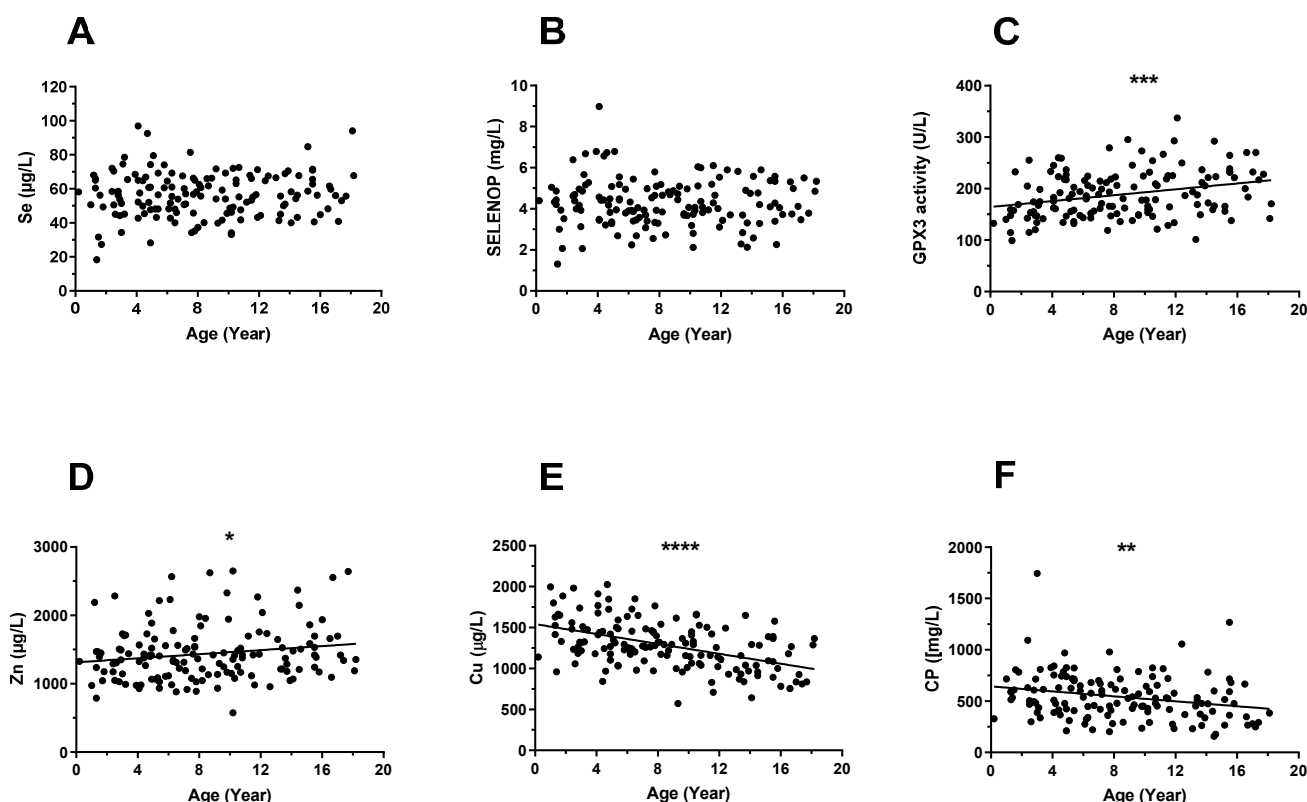 A
B
C
Se (µg/L)
120
100
80
60
40
20
0
0 4 8 12 16 20
Age (Year)
SELENOP (mg/L)
10
8
6
4
2
0
0 4 8 12 16 20
Age (Year)
***
GPX3 activity (U/L)
400
300
200
100
0
0 4 8 12 16 20
Age (Year)
D
E
F
*
Zn (µg/L)
3000
2000
1000
0
0 4 8 12 16 20
Age (Year)
****
Cu (µg/L)
2500
2000
1500
1000
500
0
0 4 8 12 16 20
Age (Year)
**
CP ([mg/L)
2000
1500
1000
500
0
0 4 8 12 16 20
Age (Year)